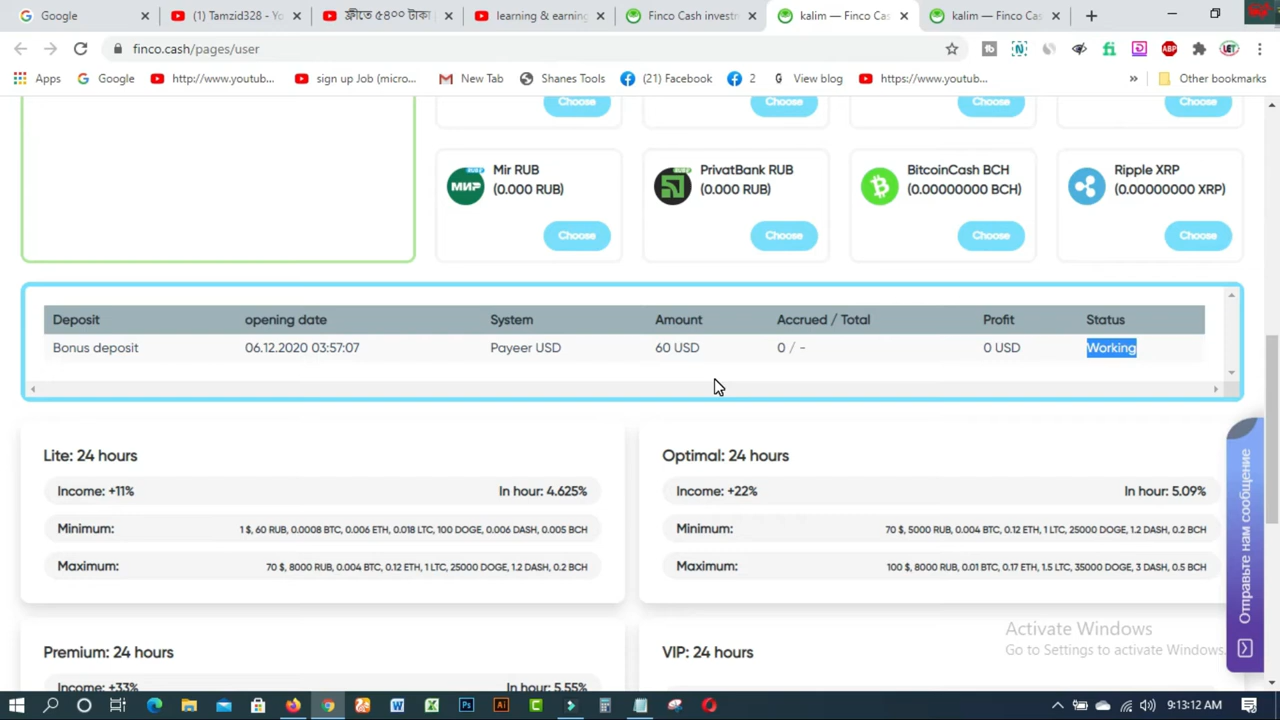 Google
(1) Tamzid328 - Yo
ফ্রীতে ৫৪০০ টাকা
learning & earning
Finco Cash investm
kalim — Finco Cas
kalim — Finco Cas
finco.cash/pages/user
Apps
Google
http://www.youtub...
sign up Job (micro...
New Tab
Shanes Tools
(21) Facebook
2
View blog
https://www.youtub...
»
Other bookmarks
Choose
Choose
Choose
Choose
Mir RUB
(0.000 RUB)
Choose
PrivatBank RUB
(0.000 RUB)
Choose
BitcoinCash BCH
(0.00000000 BCH)
Choose
Ripple XRP
(0.00000000 XRP)
Choose
Deposit opening date System Amount Accrued / Total Profit Status
Bonus deposit 06.12.2020 03:57:07 Payeer USD 60 USD 0 / - 0 USD Working
Lite: 24 hours
Income: +11% In hour: 4.625%
Minimum: 1 $, 60 RUB, 0.0008 BTC, 0.006 ETH, 0.018 LTC, 100 DOGE, 0.006 DASH, 0.005 BCH
Maximum: 70 $, 8000 RUB, 0.004 BTC, 0.12 ETH, 1 LTC, 25000 DOGE, 1.2 DASH, 0.2 BCH
Optimal: 24 hours
Income: +22% In hour: 5.09%
Minimum: 70 $, 5000 RUB, 0.004 BTC, 0.12 ETH, 1 LTC, 25000 DOGE, 1.2 DASH, 0.2 BCH
Maximum: 100 $, 8000 RUB, 0.01 BTC, 0.17 ETH, 1.5 LTC, 35000 DOGE, 3 DASH, 0.5 BCH
Premium: 24 hours
Income: +33% In hour: 5.55%
VIP: 24 hours
Отправьте нам сообщение
Activate Windows
Go to Settings to activate Windows.
9:13:12 AM